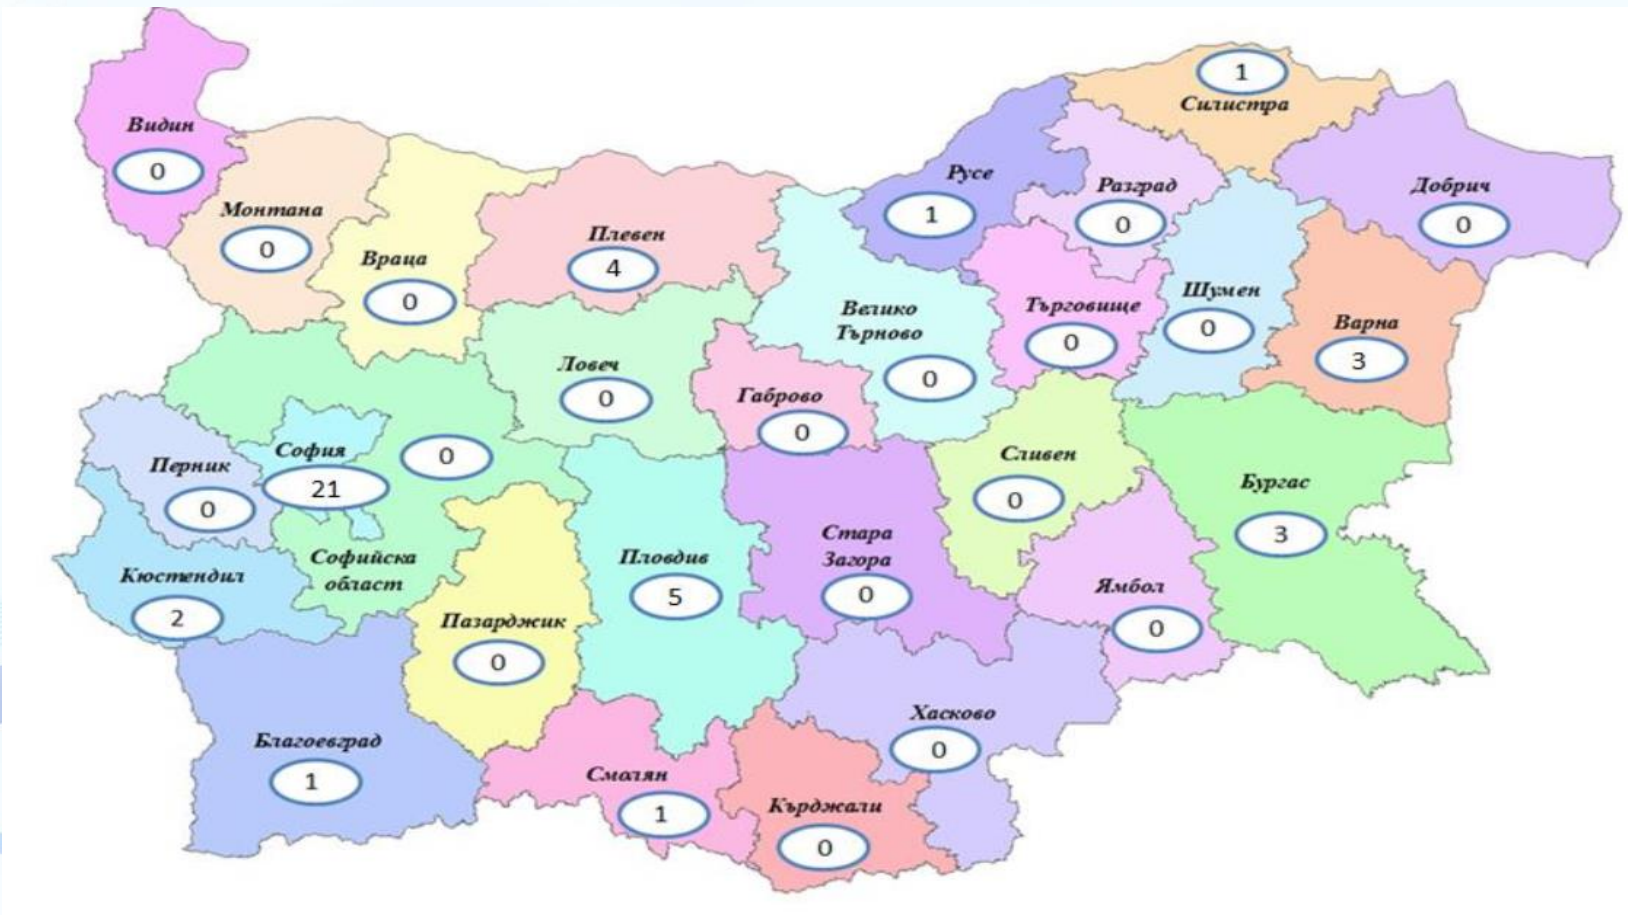 1
Силистра
Видин
0
Русе
1
Разград
0
Добрич
0
Монтана
0
Плевен
4
Враца
0
Шумен
0
Търговище
0
Варна
3
Велико
Търново
0
Ловеч
0
Габрово
0
София
21
0
Перник
0
Сливен
0
Бургас
3
Стара
Загора
0
Софийска
област
Пловдив
5
Кюстендил
2
Ямбол
0
Пазарджик
0
Хасково
0
Благоевград
1
Смолян
1
Кърджали
0